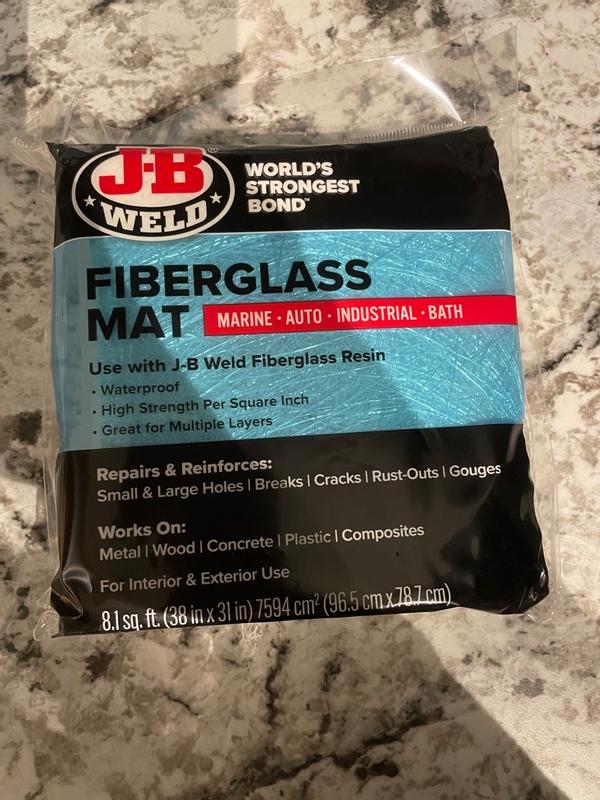 J-B
WELD
®
WORLD'S
STRONGEST
BOND™
FIBERGLASS
MAT
MARINE • AUTO • INDUSTRIAL • BATH
Use with J-B Weld Fiberglass Resin
• Waterproof
• High Strength Per Square Inch
• Great for Multiple Layers
Repairs & Reinforces:
Small & Large Holes | Breaks | Cracks | Rust-Outs | Gouges
Works On:
Metal | Wood | Concrete | Plastic | Composites
For Interior & Exterior Use
8.1 sq. ft. (38 in x 31 in) 7594 cm² (96.5 cm x 78.7 cm)